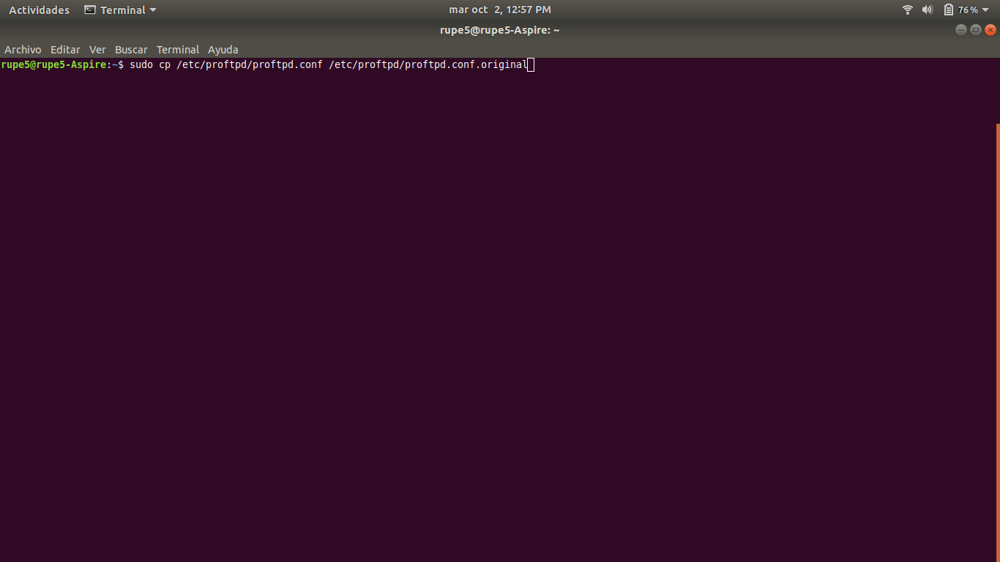 Actividades Terminal mar oct 2, 12:57 PM 76%
rupe5@rupe5-Aspire: ~
Archivo Editar Ver Buscar Terminal Ayuda
rupe5@rupe5-Aspire:~$ sudo cp /etc/proftpd/proftpd.conf /etc/proftpd/proftpd.conf.original